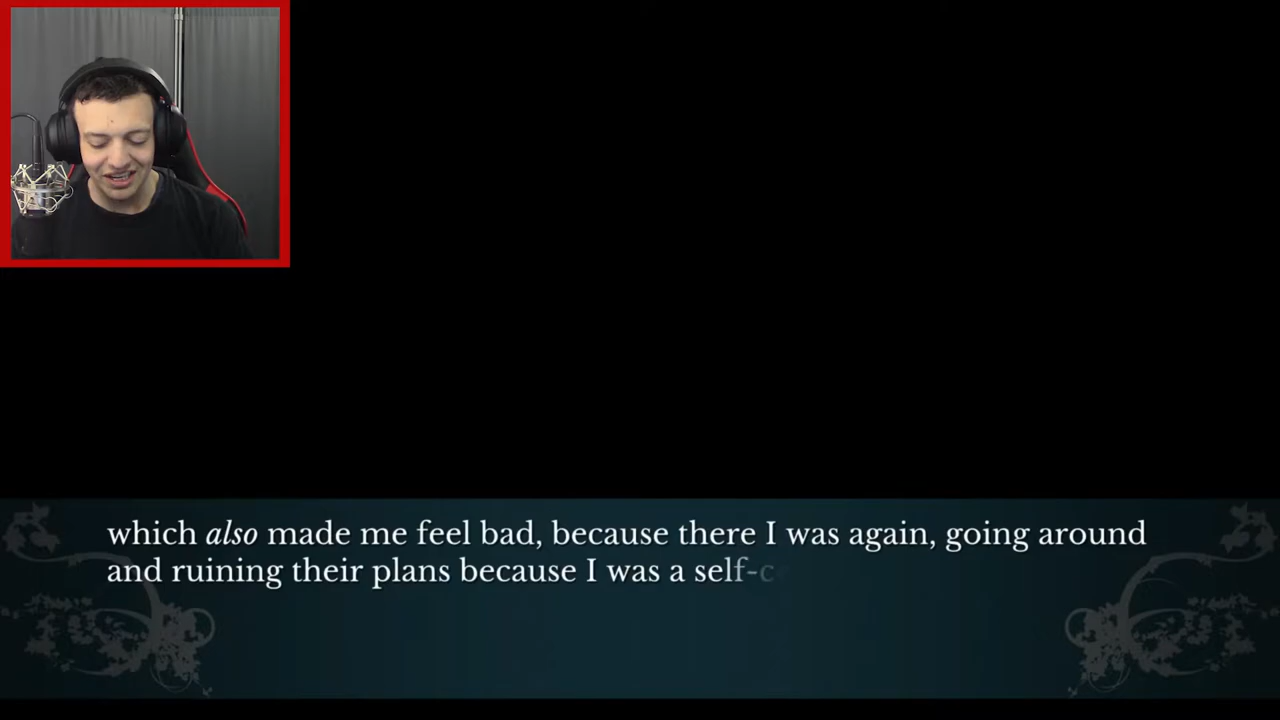 which also made me feel bad, because there I was again, going around
and ruining their plans because I was a self-c